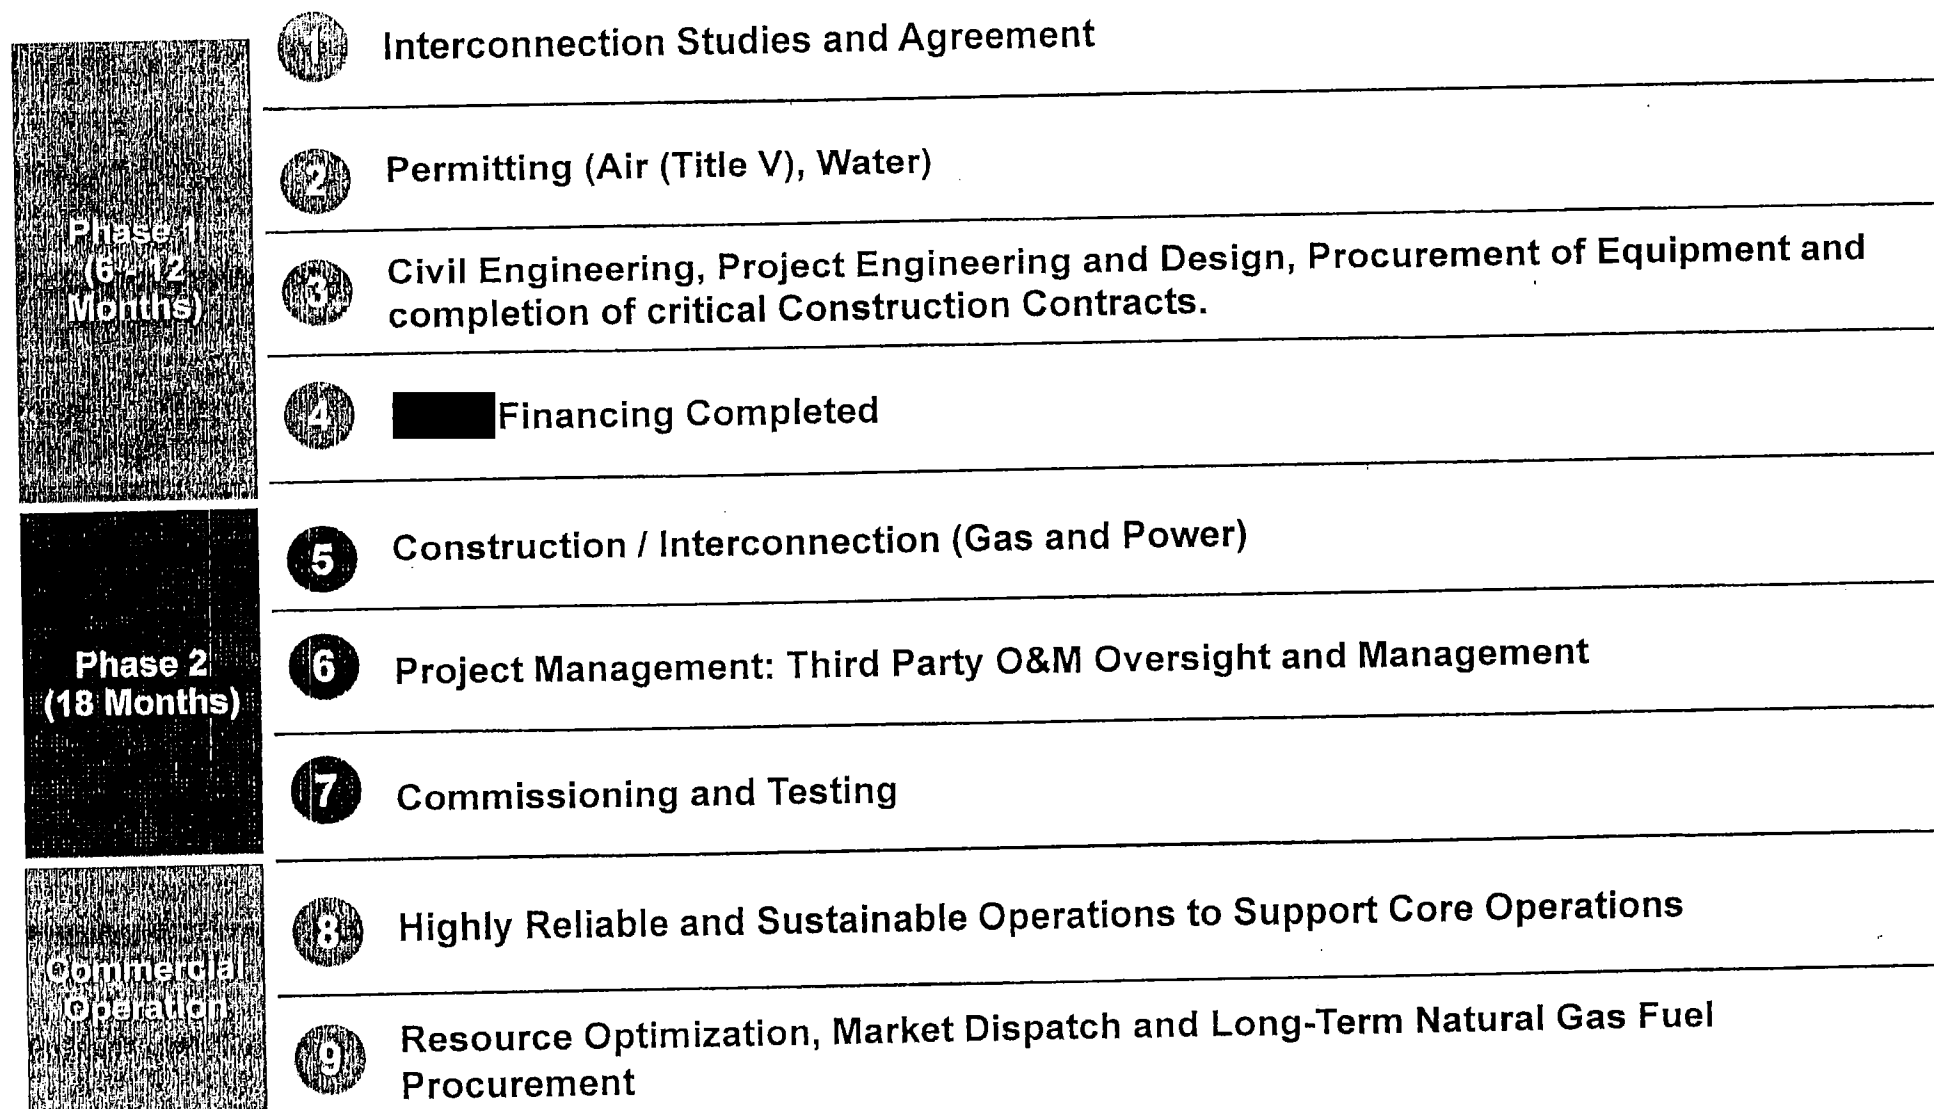 1 Interconnection Studies and Agreement
2 Permitting (Air (Title V), Water)
Phase 1
(6 - 12
Months)
3 Civil Engineering, Project Engineering and Design, Procurement of Equipment and
completion of critical Construction Contracts.
4 Financing Completed
5 Construction / Interconnection (Gas and Power)
Phase 2
(18 Months)
6 Project Management: Third Party O&M Oversight and Management
7 Commissioning and Testing
8 Highly Reliable and Sustainable Operations to Support Core Operations
Commercial
Operation
9 Resource Optimization, Market Dispatch and Long-Term Natural Gas Fuel
Procurement